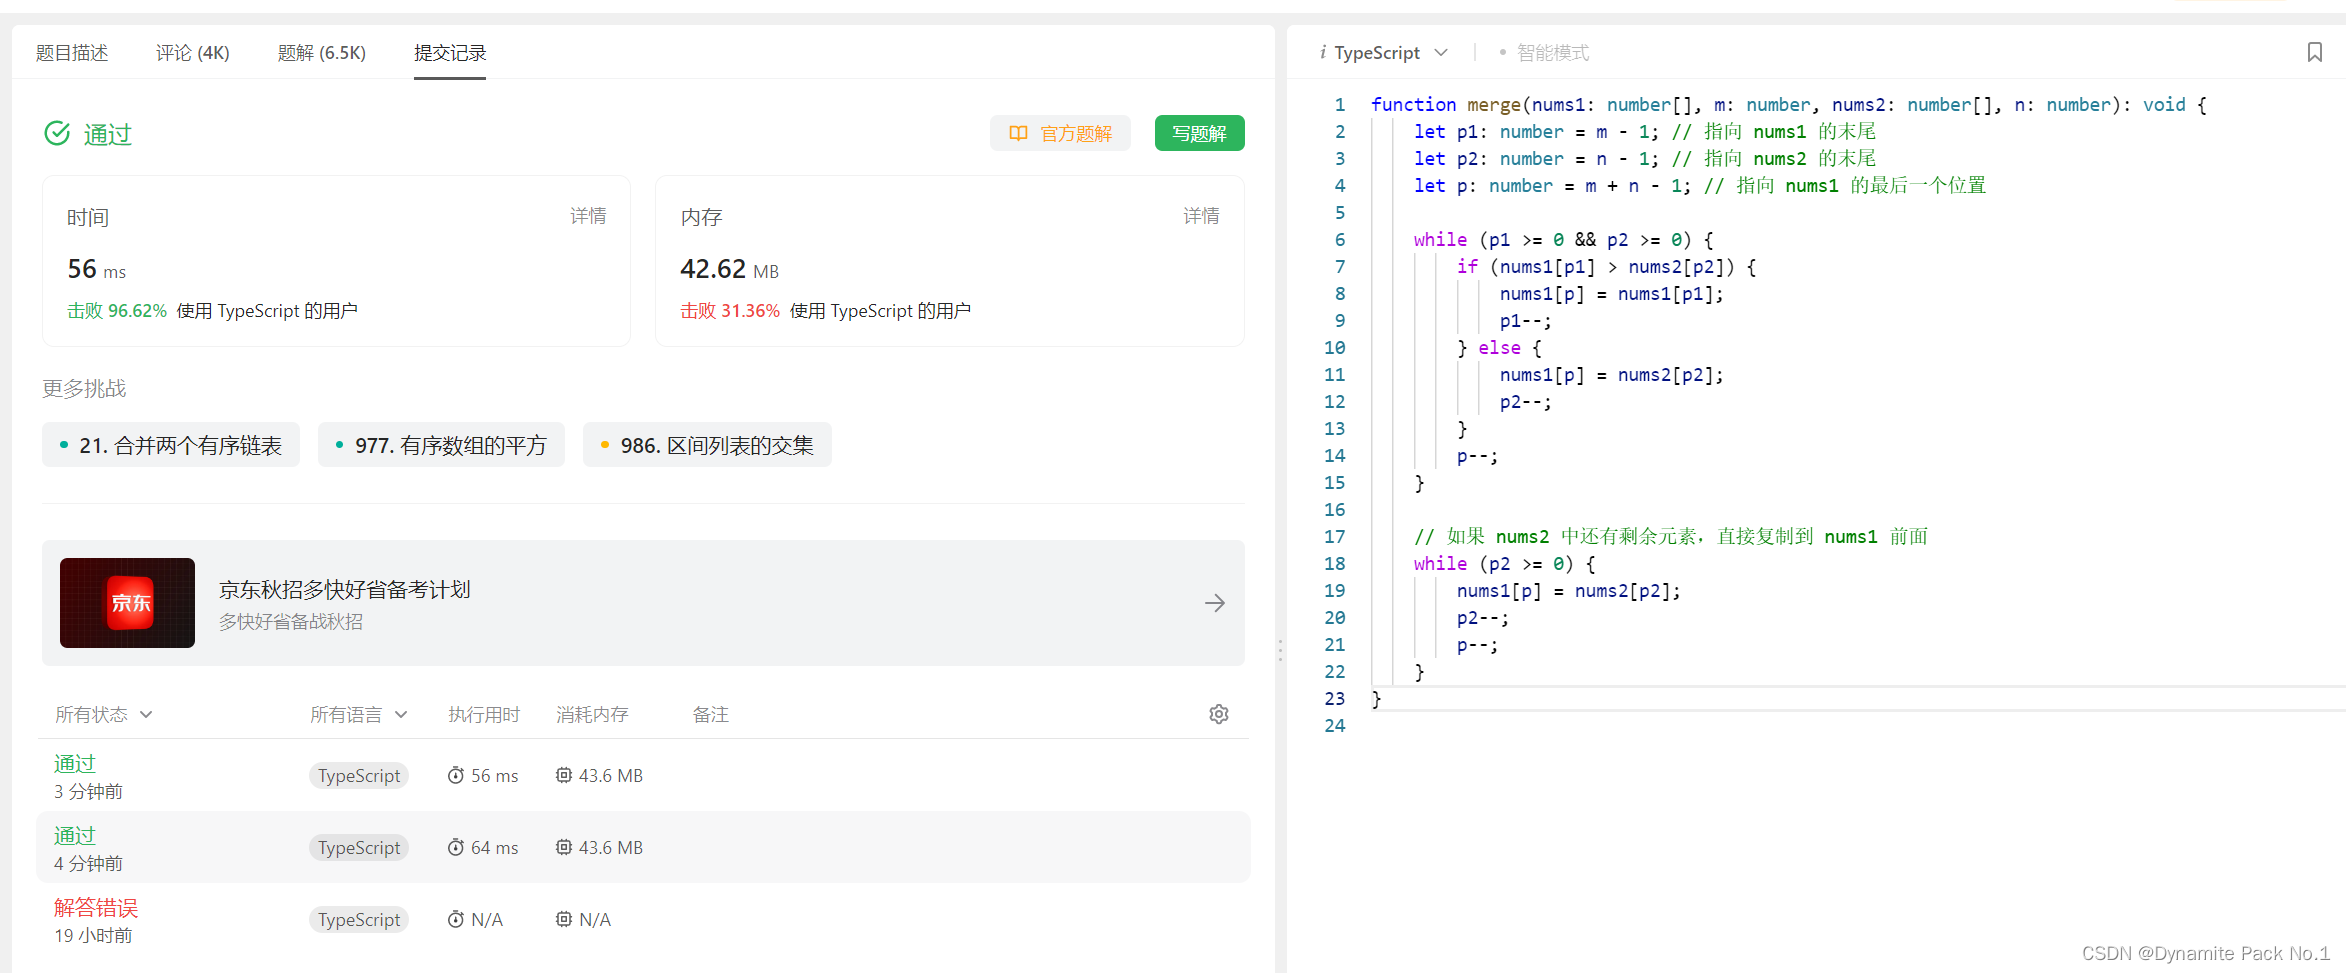 题目描述 评论 (4K) 题解 (6.5K) 提交记录
通过 官方题解 写题解
时间 详情
56 ms
击败 96.62% 使用 TypeScript 的用户
内存 详情
42.62 MB
击败 31.36% 使用 TypeScript 的用户
更多挑战
21. 合并两个有序链表 977. 有序数组的平方 986. 区间列表的交集
京东
京东秋招多快好省备考计划
多快好省备战秋招
所有状态 所有语言 执行用时 消耗内存 备注
通过
3 分钟前
TypeScript 56 ms 43.6 MB
通过
4 分钟前
TypeScript 64 ms 43.6 MB
解答错误
19 小时前
TypeScript N/A N/A
i TypeScript 智能模式
1 function merge(nums1: number[], m: number, nums2: number[], n: number): void {
2 let p1: number = m - 1; // 指向 nums1 的末尾
3 let p2: number = n - 1; // 指向 nums2 的末尾
4 let p: number = m + n - 1; // 指向 nums1 的最后一个位置
5
6 while (p1 >= 0 && p2 >= 0) {
7 if (nums1[p1] > nums2[p2]) {
8 nums1[p] = nums1[p1];
9 p1--;
10 } else {
11 nums1[p] = nums2[p2];
12 p2--;
13 }
14 p--;
15 }
16
17 // 如果 nums2 中还有剩余元素，直接复制到 nums1 前面
18 while (p2 >= 0) {
19 nums1[p] = nums2[p2];
20 p2--;
21 p--;
22 }
23 }
24
CSDN @Dynamite Pack No.1